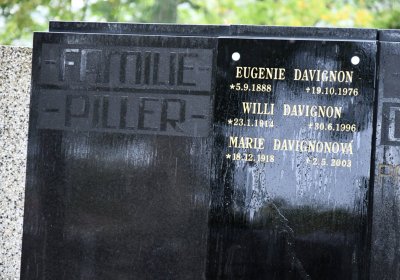 FAMILIE
PILLER
EUGENIE DAVIGNON
*5.9.1888 +19.10.1976
WILLI DAVIGNON
*23.1.1914 +30.6.1996
MARIE DAVIGNONOVÁ
*18.12.1918 +2.5.2003